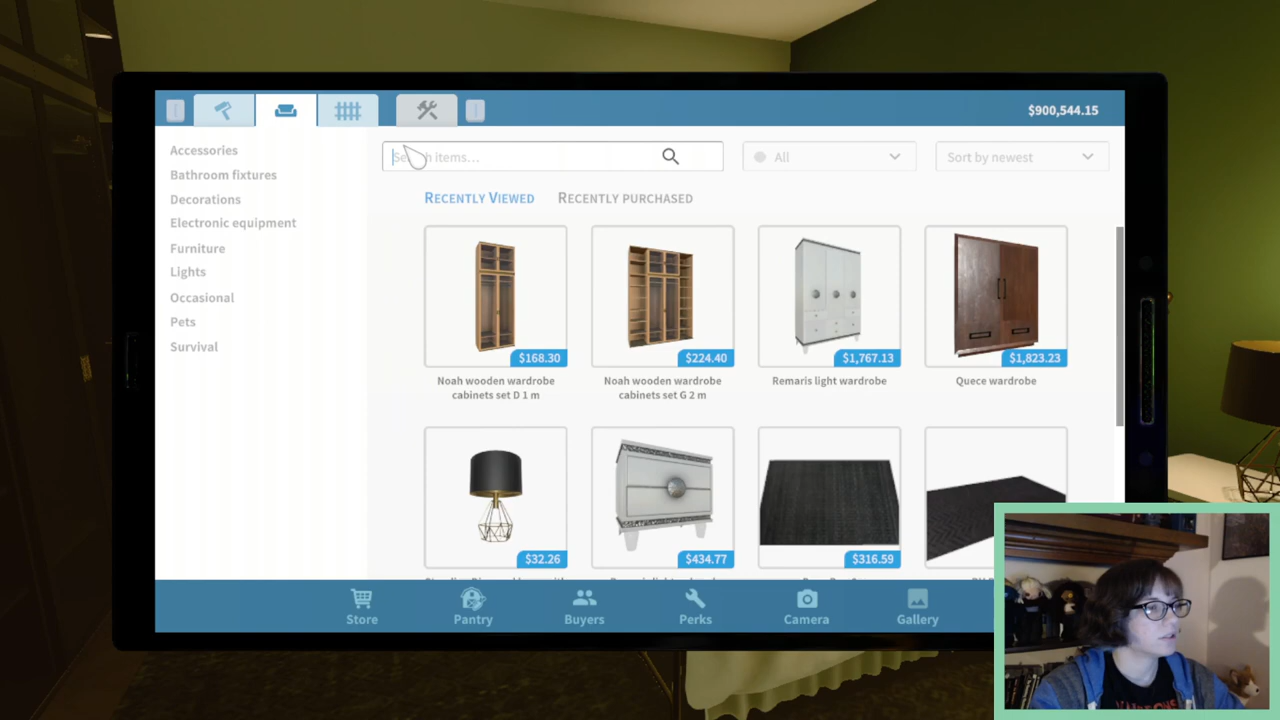 $900,544.15
Search items...
All
Sort by newest
Accessories
Bathroom fixtures
Decorations
Electronic equipment
Furniture
Lights
Occasional
Pets
Survival
RECENTLY VIEWED
RECENTLY PURCHASED
$168.30
$224.40
$1,767.13
$1,823.23
Noah wooden wardrobe
cabinets set D 1 m
Noah wooden wardrobe
cabinets set G 2 m
Remaris light wardrobe
Quece wardrobe
$32.26
$434.77
$316.59
Store
Pantry
Buyers
Perks
Camera
Gallery